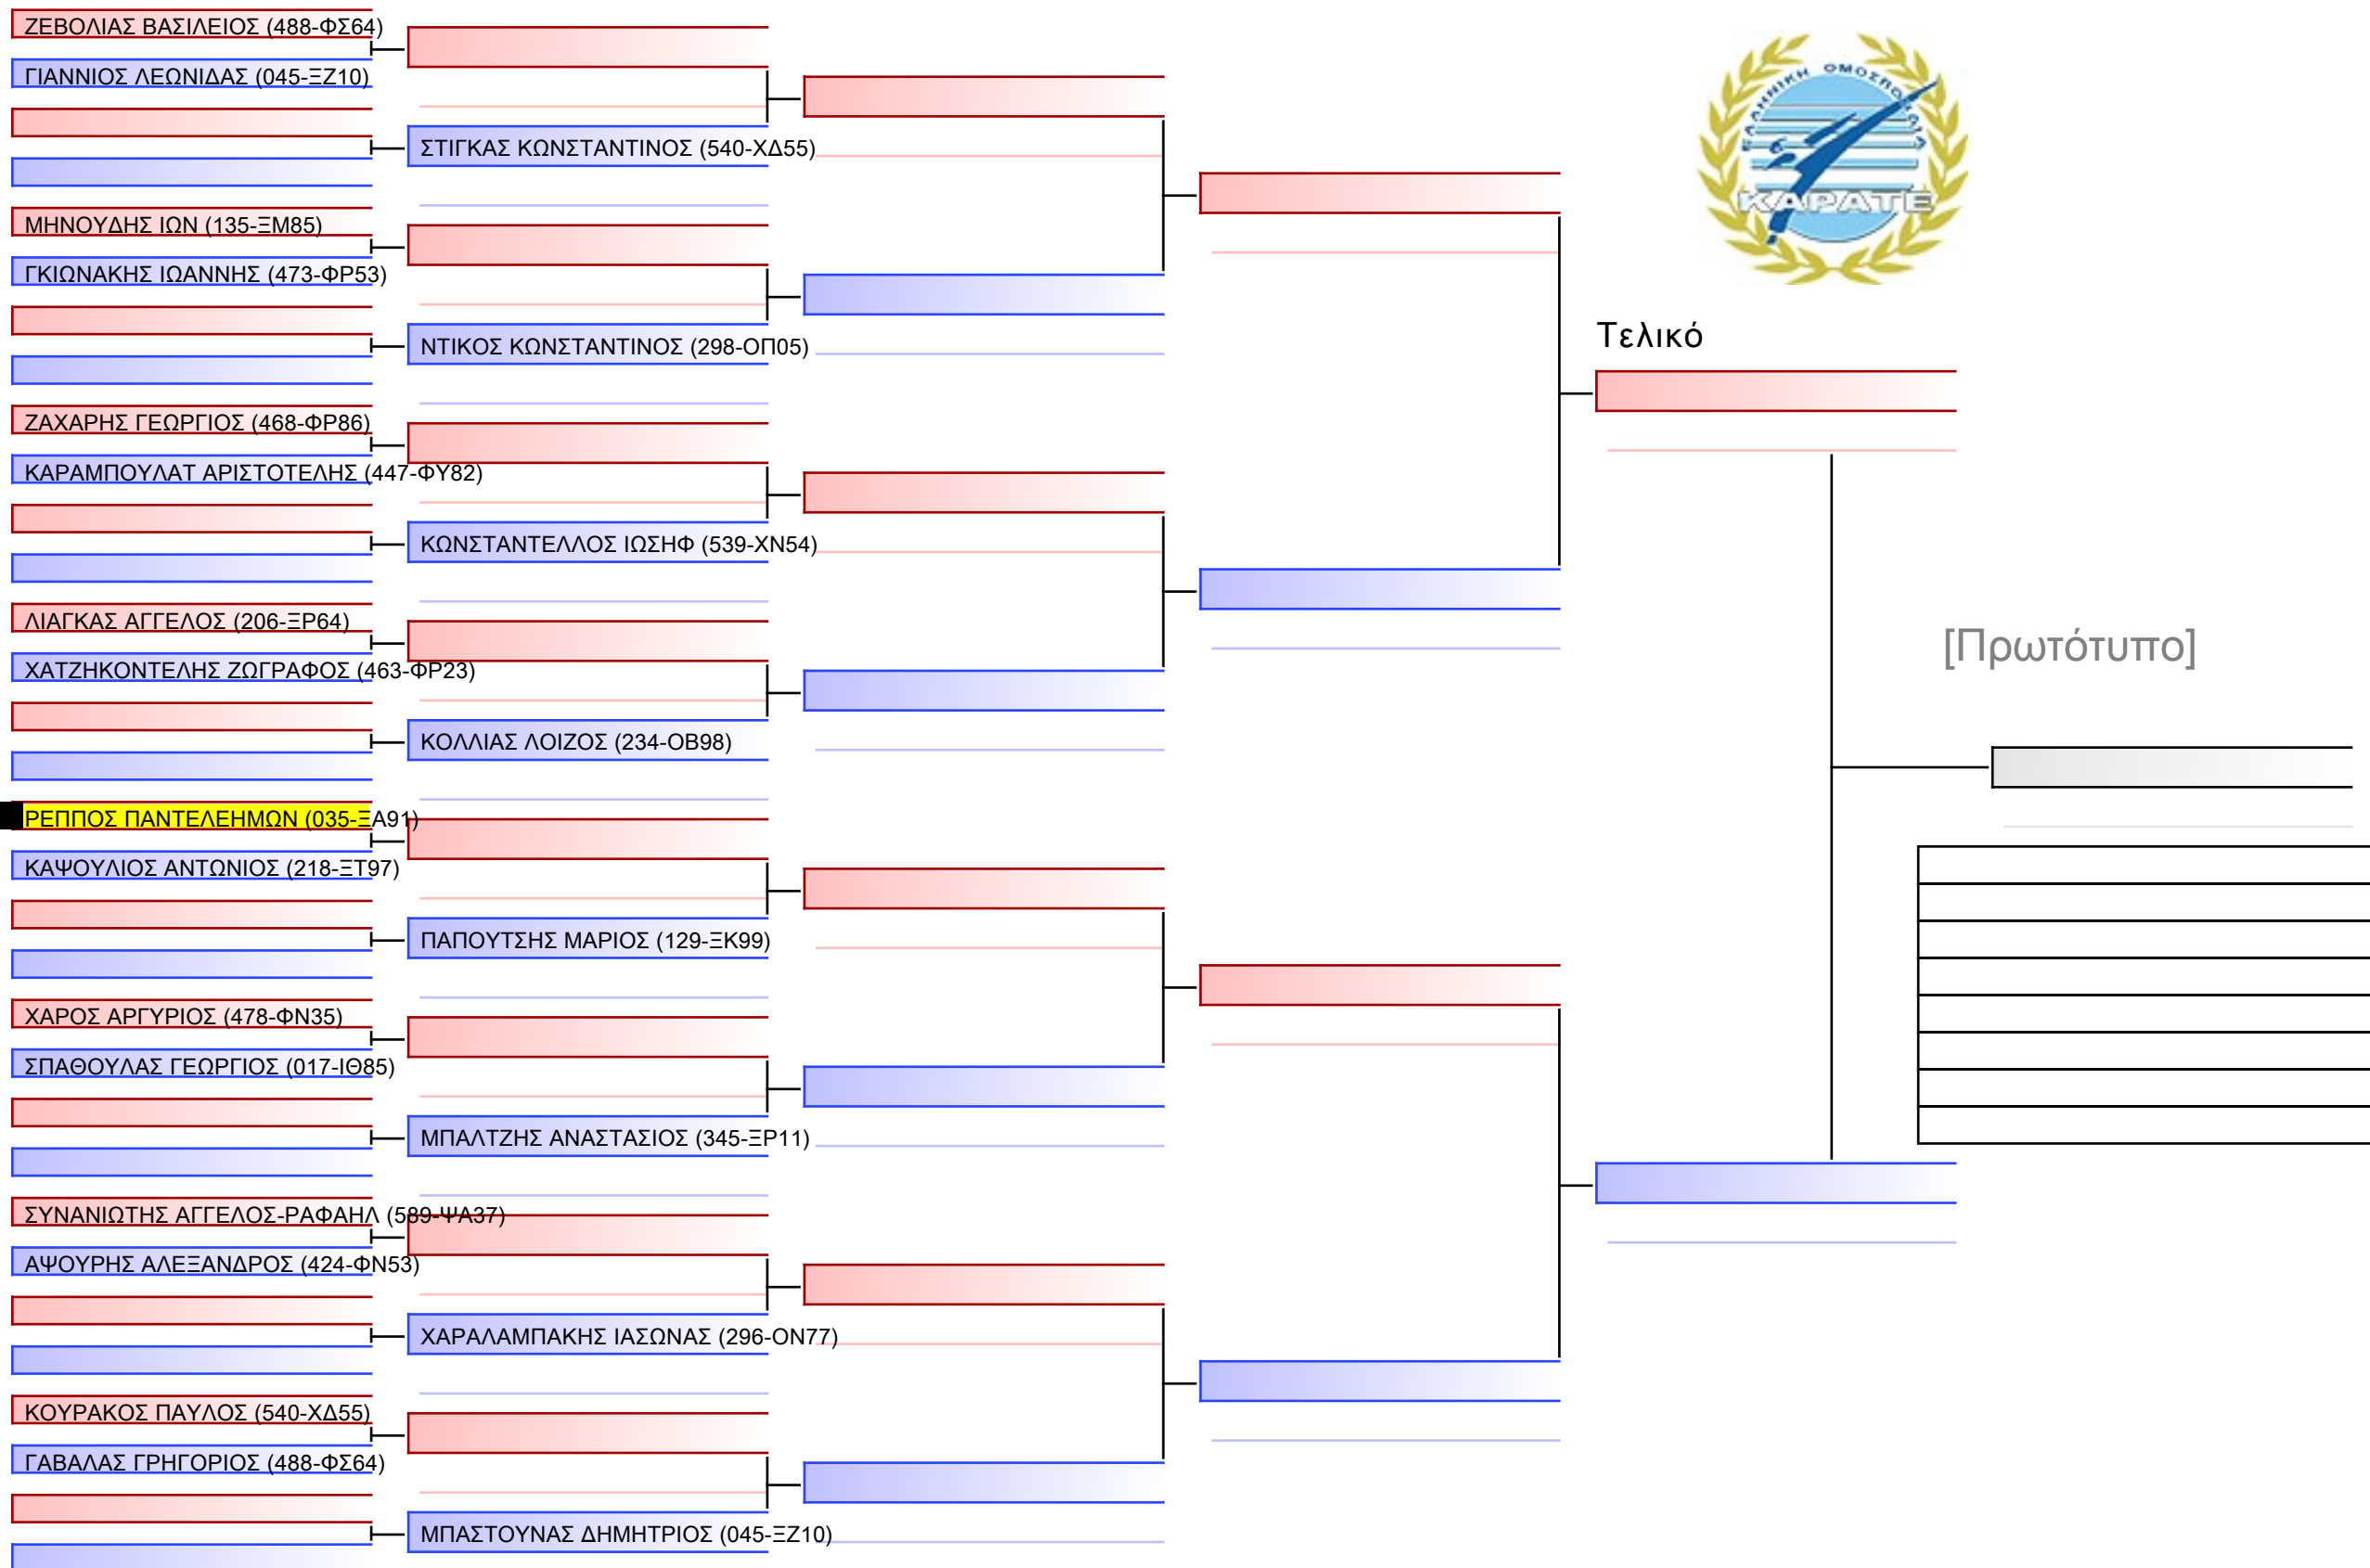 ΖΕΒΟΛΙΑΣ ΒΑΣΙΛΕΙΟΣ (488-ΦΣ64)
ΓΙΑΝΝΙΟΣ ΛΕΩΝΙΔΑΣ (045-ΞΖ10)
ΣΤΙΓΚΑΣ ΚΩΝΣΤΑΝΤΙΝΟΣ (540-ΧΔ55)
ΜΗΝΟΥΔΗΣ ΙΩΝ (135-ΞΜ85)
ΓΚΙΩΝΑΚΗΣ ΙΩΑΝΝΗΣ (473-ΦΡ53)
ΝΤΙΚΟΣ ΚΩΝΣΤΑΝΤΙΝΟΣ (298-ΟΠ05)
ΖΑΧΑΡΗΣ ΓΕΩΡΓΙΟΣ (468-ΦΡ86)
ΚΑΡΑΜΠΟΥΛΑΤ ΑΡΙΣΤΟΤΕΛΗΣ (447-ΦΥ82)
ΚΩΝΣΤΑΝΤΕΛΛΟΣ ΙΩΣΗΦ (539-ΧΝ54)
ΛΙΑΓΚΑΣ ΑΓΓΕΛΟΣ (206-ΞΡ64)
ΧΑΤΖΗΚΟΝΤΕΛΗΣ ΖΩΓΡΑΦΟΣ (463-ΦΡ23)
ΚΟΛΛΙΑΣ ΛΟΙΖΟΣ (234-ΟΒ98)
ΡΕΠΠΟΣ ΠΑΝΤΕΛΕΗΜΩΝ (035-ΞΑ91)
ΚΑΨΟΥΛΙΟΣ ΑΝΤΩΝΙΟΣ (218-ΞΤ97)
ΠΑΠΟΥΤΣΗΣ ΜΑΡΙΟΣ (129-ΞΚ99)
ΧΑΡΟΣ ΑΡΓΥΡΙΟΣ (478-ΦΝ35)
ΣΠΑΘΟΥΛΑΣ ΓΕΩΡΓΙΟΣ (017-ΙΘ85)
ΜΠΑΛΤΖΗΣ ΑΝΑΣΤΑΣΙΟΣ (345-ΞΡ11)
ΣΥΝΑΝΙΩΤΗΣ ΑΓΓΕΛΟΣ-ΡΑΦΑΗΛ (589-ΨΑ37)
ΑΨΟΥΡΗΣ ΑΛΕΞΑΝΔΡΟΣ (424-ΦΝ53)
ΧΑΡΑΛΑΜΠΑΚΗΣ ΙΑΣΩΝΑΣ (296-ΟΝ77)
ΚΟΥΡΑΚΟΣ ΠΑΥΛΟΣ (540-ΧΔ55)
ΓΑΒΑΛΑΣ ΓΡΗΓΟΡΙΟΣ (488-ΦΣ64)
ΜΠΑΣΤΟΥΝΑΣ ΔΗΜΗΤΡΙΟΣ (045-ΞΖ10)
ΕΛΛΗΝΙΚΗ ΟΜΟΣΠΟΝΔΙΑ
ΚΑΡΑΤΕ
Τελικό
[Πρωτότυπο]